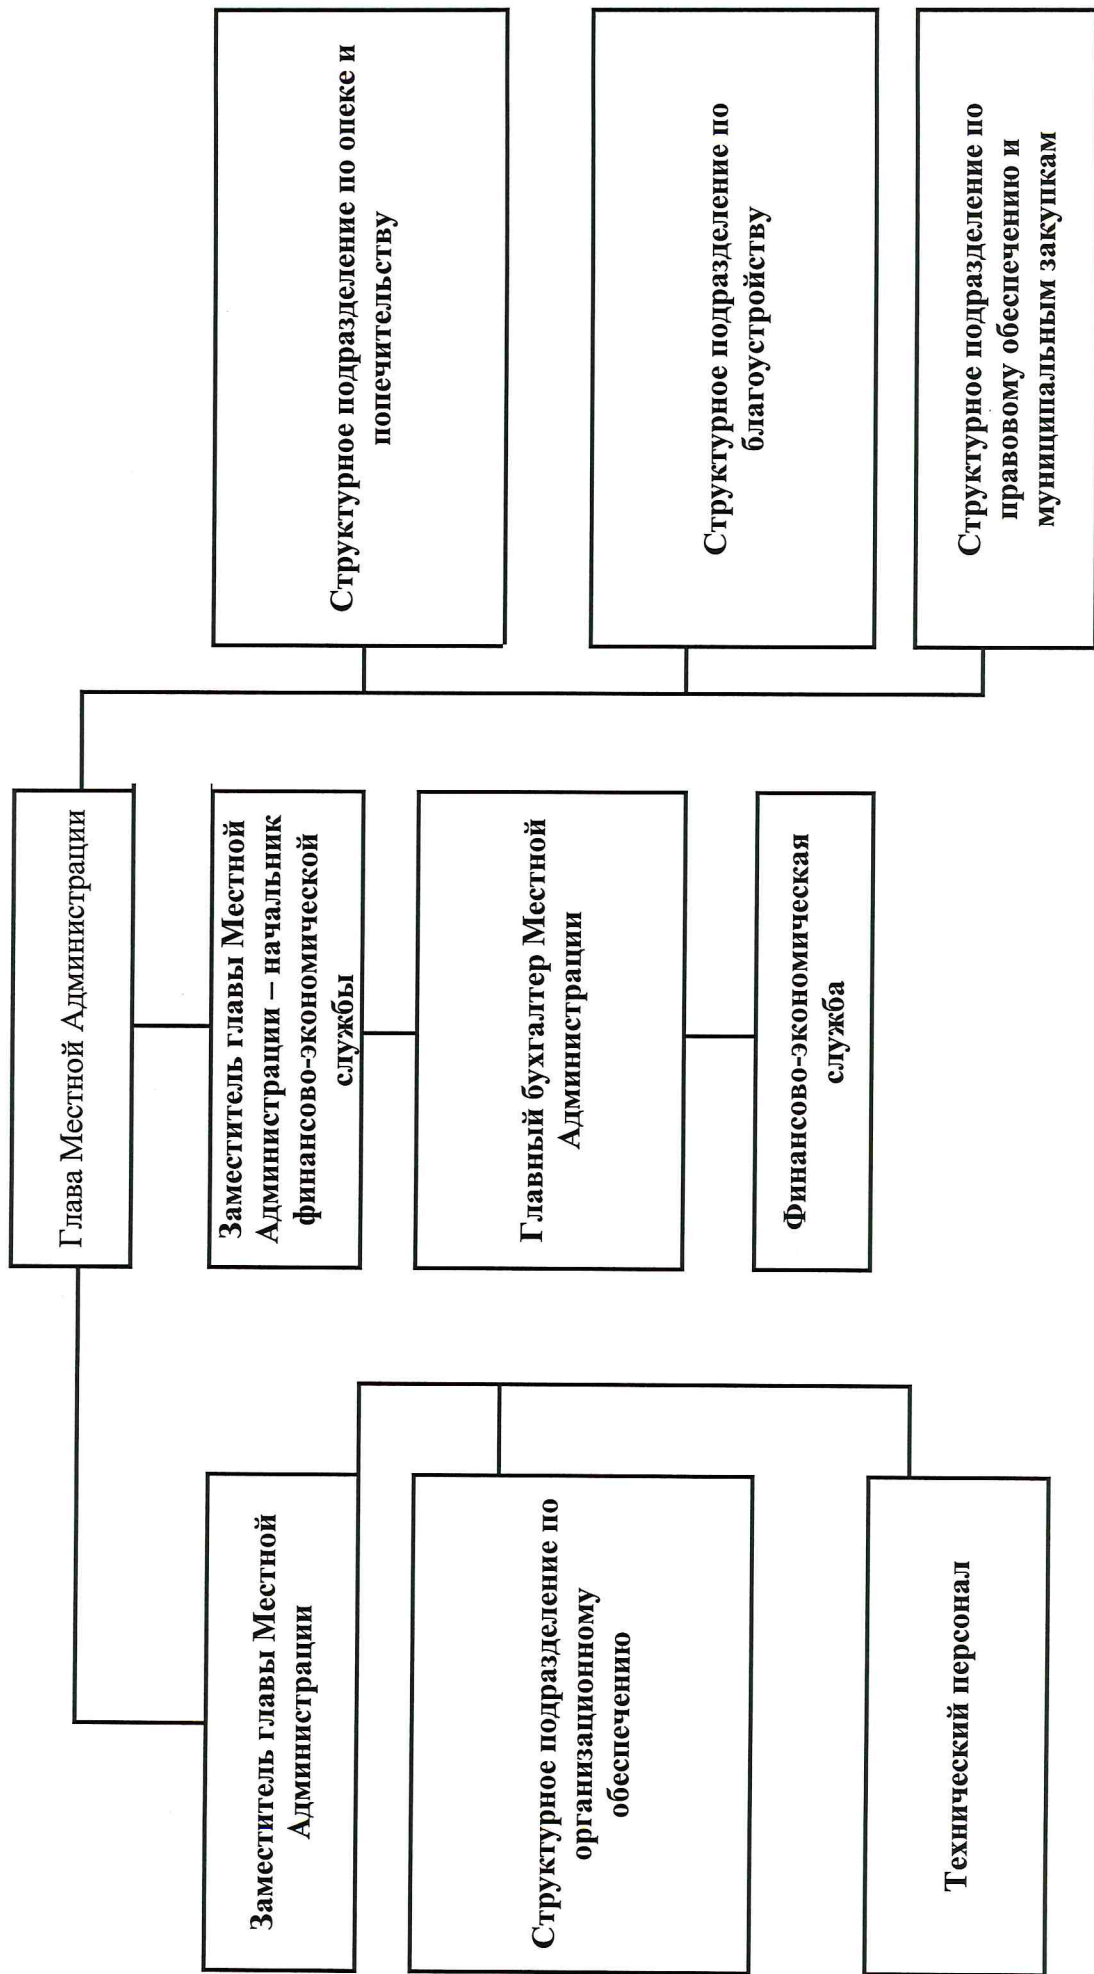 Глава Местной Администрации
Заместитель главы Местной
Администрации
Структурное подразделение по
организационному
обеспечению
Технический персонал
Заместитель главы Местной
Администрации – начальник
финансово-экономической
службы
Главный бухгалтер Местной
Администрации
Финансово-экономическая
служба
Структурное подразделение по опеке и
попечительству
Структурное подразделение по
благоустройству
Структурное подразделение по
правовому обеспечению и
муниципальным закупкам